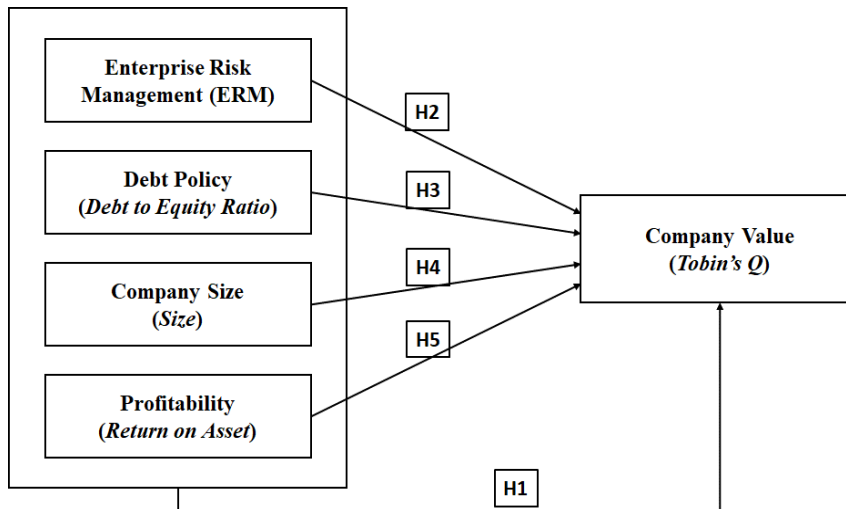 Enterprise Risk
Management (ERM)
H2
Debt Policy
(Debt to Equity Ratio)
H3
Company Value
(Tobin's Q)
Company Size
(Size)
H4
H5
Profitability
(Return on Asset)
H1